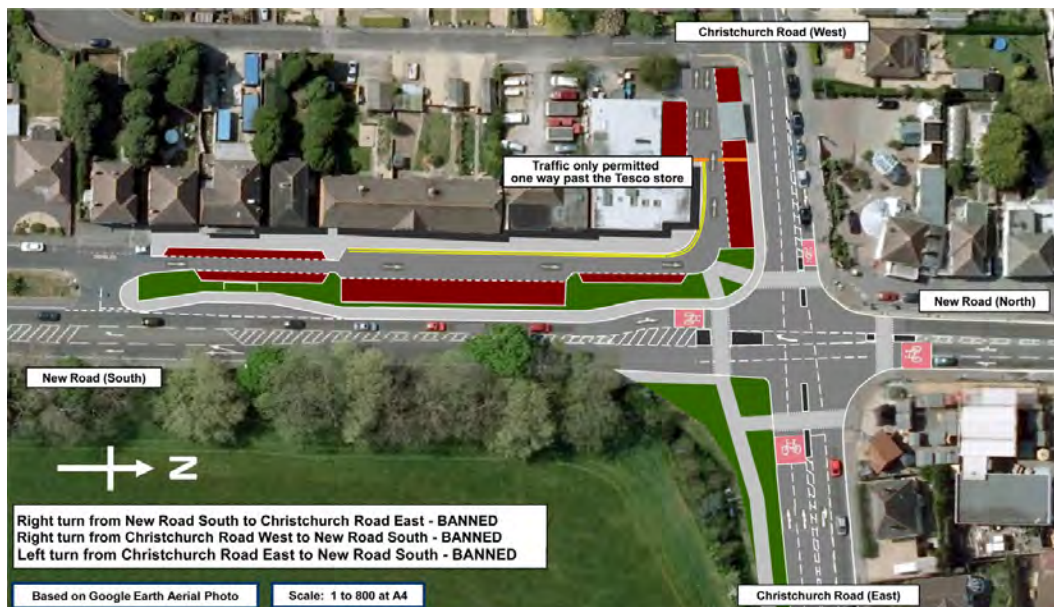 Christchurch Road (West)
Traffic only permitted
one way past the Tesco store
New Road (North)
New Road (South)
N
Right turn from New Road South to Christchurch Road East - BANNED
Right turn from Christchurch Road West to New Road South - BANNED
Left turn from Christchurch Road East to New Road South - BANNED
Based on Google Earth Aerial Photo
Scale: 1 to 800 at A4
Christchurch Road (East)